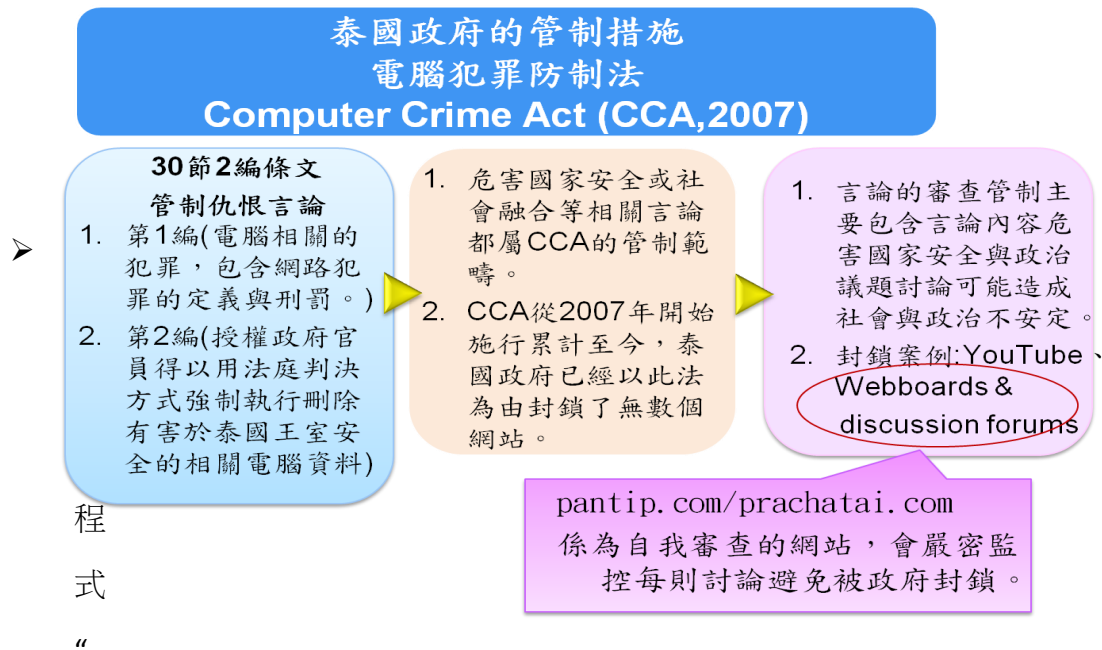 泰國政府的管制措施
電腦犯罪防制法
Computer Crime Act (CCA,2007)
30節2編條文
管制仇恨言論
1. 第1編(電腦相關的
犯罪，包含網路犯
罪的定義與刑罰。)
2. 第2編(授權政府官
員得以用法庭判決
方式強制執行刪除
有害於泰國王室安
全的相關電腦資料)
1. 危害國家安全或社
會融合等相關言論
都屬CCA的管制範
疇。
2. CCA從2007年開始
施行累計至今，泰
國政府已經以此法
為由封鎖了無數個
網站。
1. 言論的審查管制主
要包含言論內容危
害國家安全與政治
議題討論可能造成
社會與政治不安定。
2. 封鎖案例:YouTube、
Webboards &
discussion forums
pantip.com/prachatai.com
係為自我審查的網站，會嚴密監
控每則討論避免被政府封鎖。
程
式
“